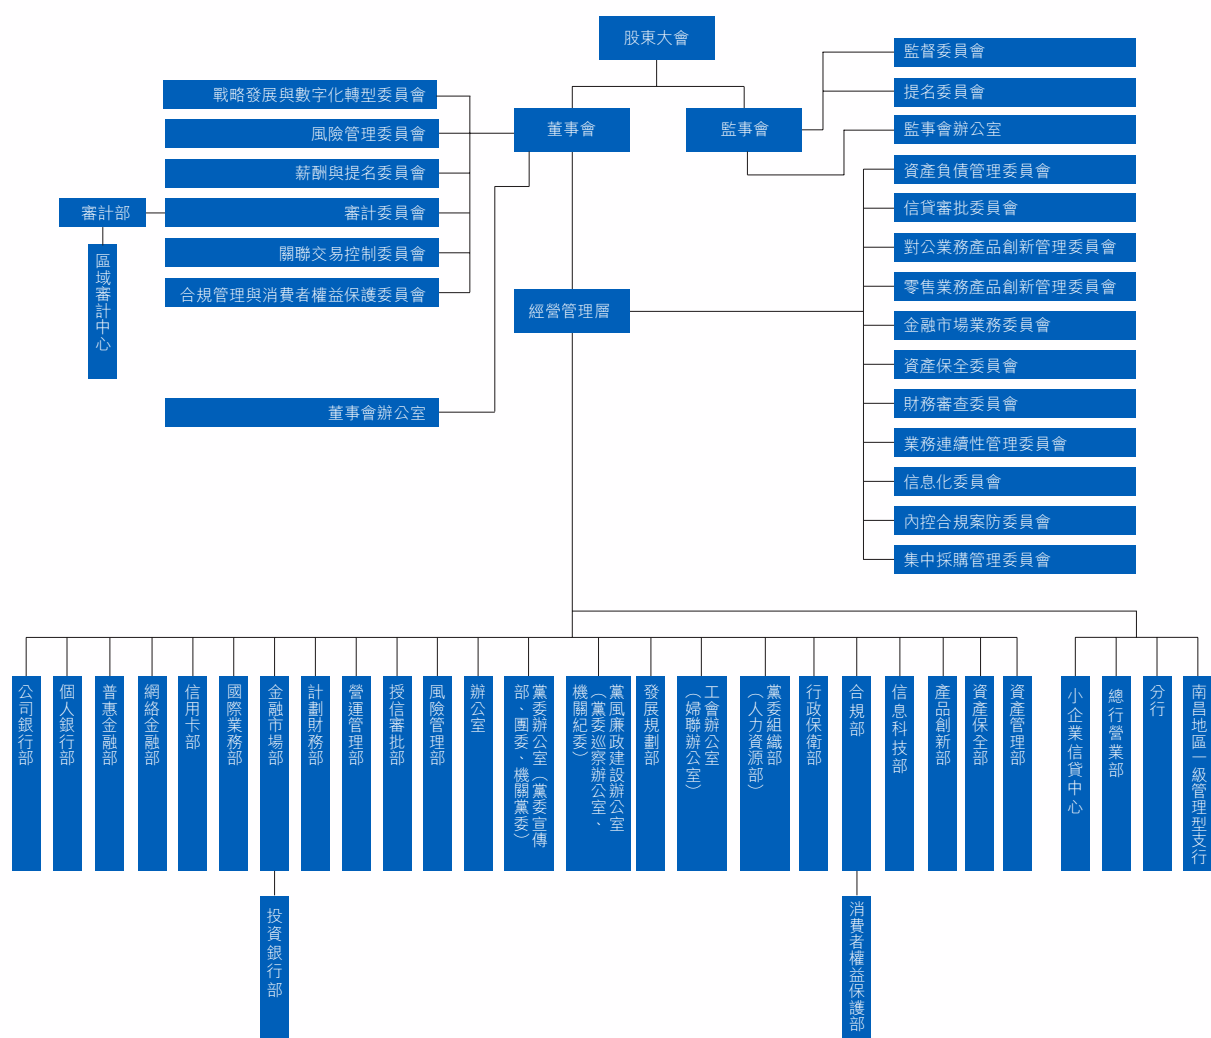 股東大會
董事會
監事會
戰略發展與數字化轉型委員會
風險管理委員會
薪酬與提名委員會
審計委員會
關聯交易控制委員會
合規管理與消費者權益保護委員會
審計部
區域審計中心
董事會辦公室
監督委員會
提名委員會
監事會辦公室
經營管理層
資產負債管理委員會
信貸審批委員會
對公業務產品創新管理委員會
零售業務產品創新管理委員會
金融市場業務委員會
資產保全委員會
財務審查委員會
業務連續性管理委員會
信息化委員會
內控合規案防委員會
集中採購管理委員會
公司銀行部
個人銀行部
普惠金融部
網絡金融部
信用卡部
國際業務部
金融市場部
計劃財務部
營運管理部
授信審批部
風險管理部
辦公室
黨委辦公室（黨委宣傳
部、團委、機關黨委）
黨風廉政建設辦公室
（黨委巡察辦公室、
機關紀委）
發展規劃部
工會辦公室
（婦聯辦公室）
黨委組織部
（人力資源部）
行政保衛部
合規部
信息科技部
產品創新部
資產保全部
資產管理部
小企業信貸中心
總行營業部
分行
南昌地區一級管理型支行
投資銀行部
消費者權益保護部